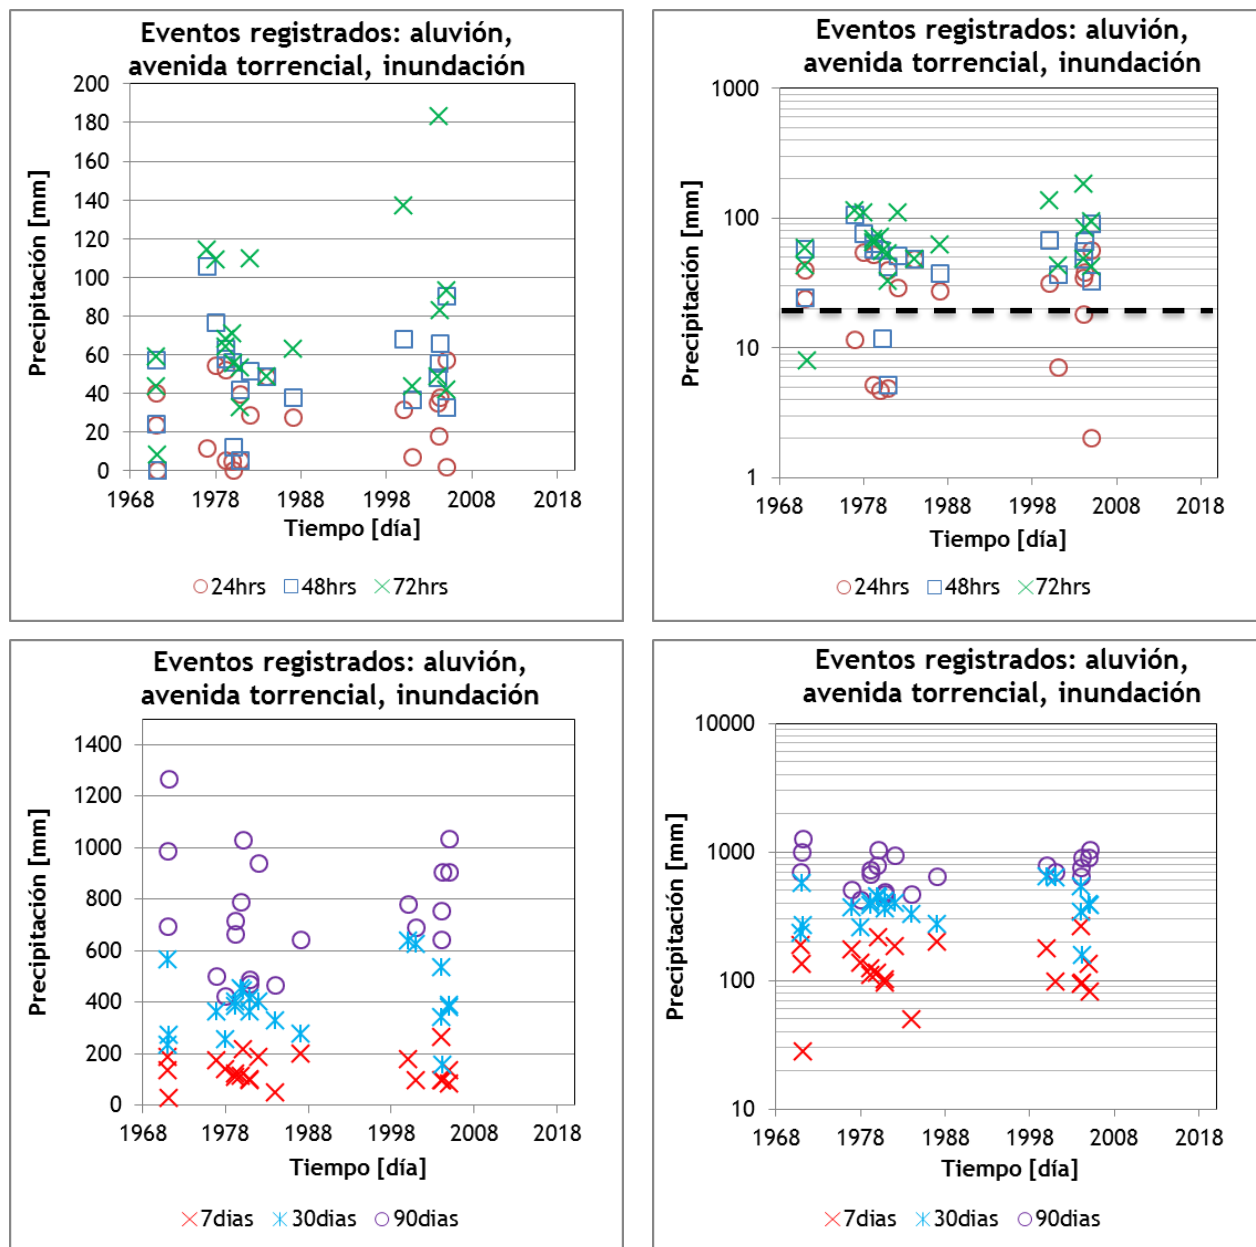 Eventos registrados: aluvión,
avenida torrencial, inundación
Precipitación [mm]
200
180
160
140
120
100
80
60
40
20
0
1968 1978 1988 1998 2008 2018
Tiempo [día]
24hrs 48hrs 72hrs
Eventos registrados: aluvión,
avenida torrencial, inundación
Precipitación [mm]
1000
100
10
1
1968 1978 1988 1998 2008 2018
Tiempo [día]
24hrs 48hrs 72hrs
Eventos registrados: aluvión,
avenida torrencial, inundación
Precipitación [mm]
1400
1200
1000
800
600
400
200
0
1968 1978 1988 1998 2008 2018
Tiempo [día]
7dias 30dias 90dias
Eventos registrados: aluvión,
avenida torrencial, inundación
Precipitación [mm]
10000
1000
100
10
1968 1978 1988 1998 2008 2018
Tiempo [día]
7dias 30dias 90dias